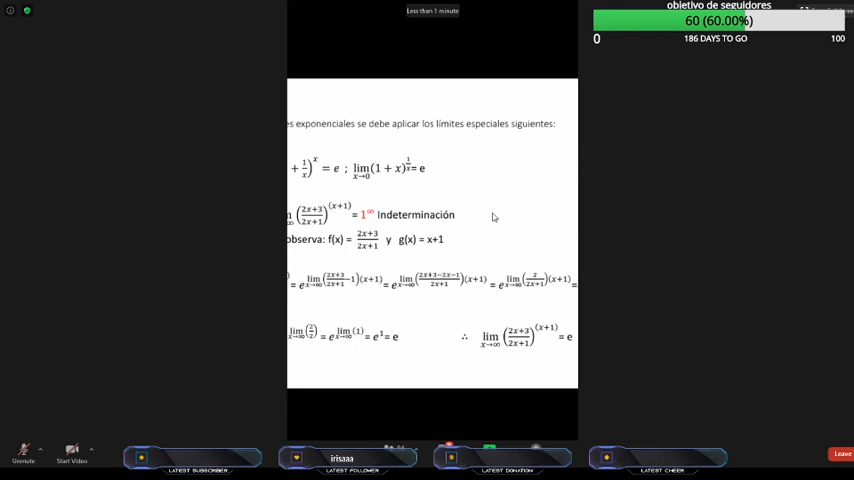 objetivo de seguidores
Less than 1 minute
60 (60.00%)
0 186 DAYS TO GO 100
es exponenciales se debe aplicar los límites especiales siguientes:
+ 1/x)^x = e ; lim x→0 (1 + x)^(1/x) = e
(2x+3/2x+1)^(x+1) = 1^∞ Indeterminación
observa: f(x) = 2x+3/2x+1 y g(x) = x+1
= e^lim x→∞ (2x+3/2x+1 −1)(x+1) = e^lim x→∞ (2x+3−2x−1/2x+1)(x+1) = e^lim x→∞ (2/2x+1)(x+1) =
lim x→∞ (2/2) = e^lim x→∞ (1) = e^1 = e ∴ lim x→∞ (2x+3/2x+1)^(x+1) = e
Unmute Start Video Leave
irisaaa
LATEST SUBSCRIBER LATEST FOLLOWER LATEST DONATION LATEST CHEER